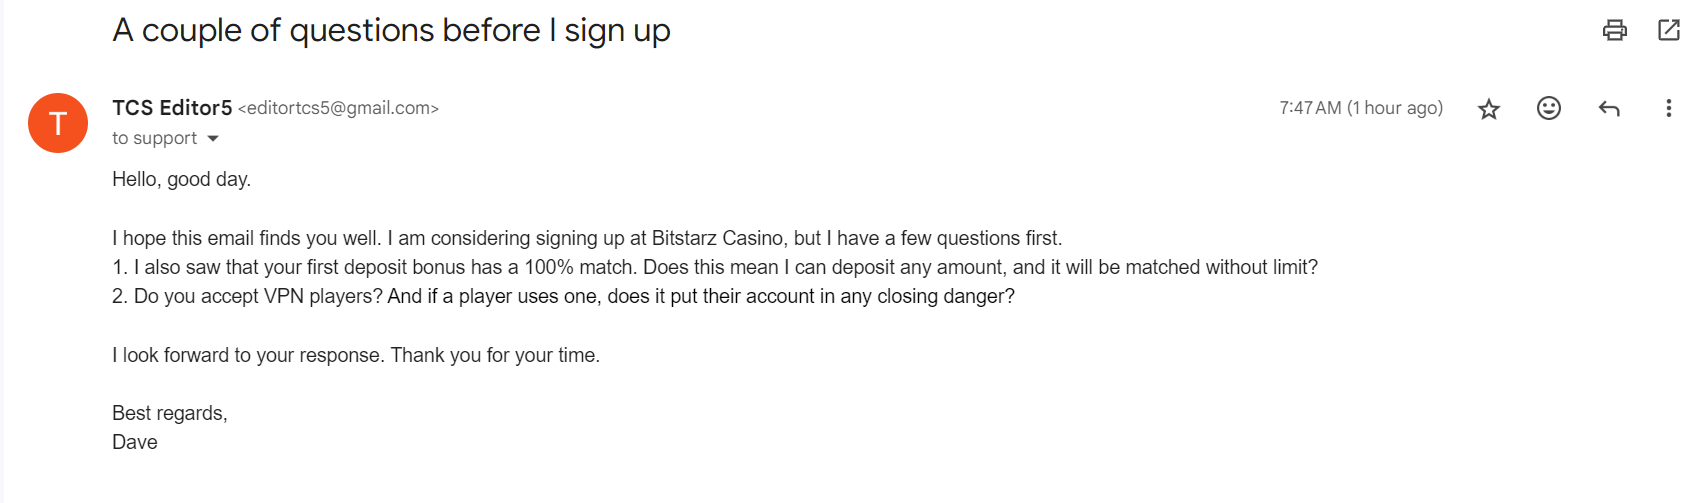 A couple of questions before I sign up
T
TCS Editor5 <editortcs5@gmail.com>
7:47 AM (1 hour ago)
to support
Hello, good day.
I hope this email finds you well. I am considering signing up at Bitstarz Casino, but I have a few questions first.
1. I also saw that your first deposit bonus has a 100% match. Does this mean I can deposit any amount, and it will be matched without limit?
2. Do you accept VPN players? And if a player uses one, does it put their account in any closing danger?
I look forward to your response. Thank you for your time.
Best regards,
Dave